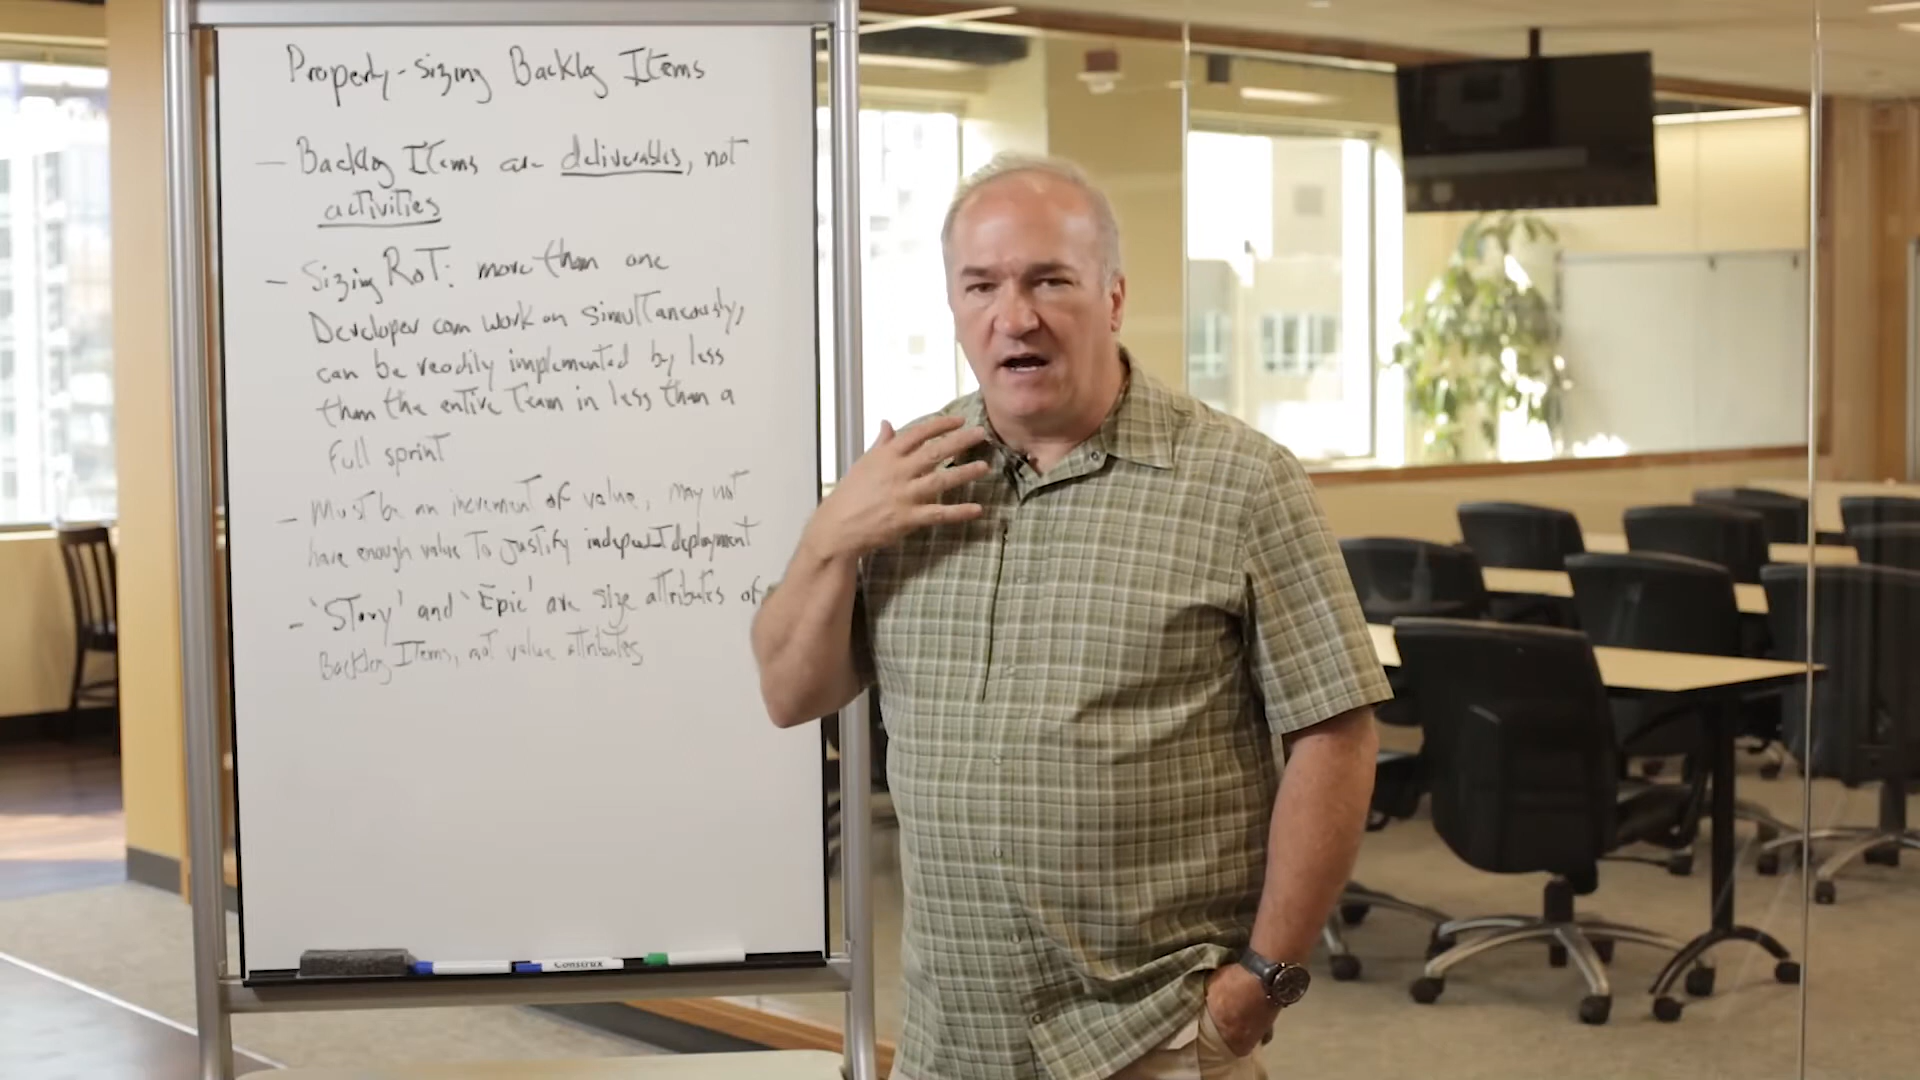 Properly-Sizing Backlog Items
- Backlog Items are deliverables, not
activities
- Sizing RoT: more than one
Developer can work on simultaneously,
can be readily implemented by less
than the entire team in less than a
full sprint
- Must be an increment of value, may not
have enough value to justify independent deployment
- 'Story' and 'Epic' are size attributes of
Backlog Items, not value attributes
Construx